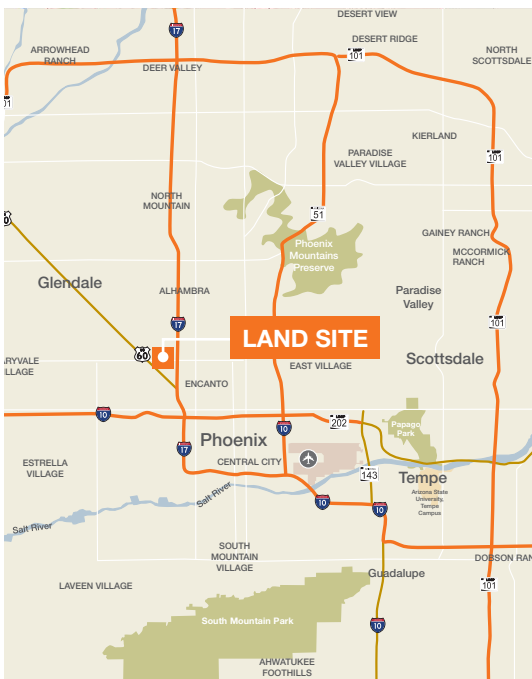 DESERT VIEW
17
DESERT RIDGE
ARROWHEAD
RANCH
101
NORTH
SCOTTSDALE
DEER VALLEY
01
KIERLAND
PARADISE
VALLEY VILLAGE
101
NORTH
MOUNTAIN
51
0
GAINEY RANCH
Phoenix
Mountains
Preserve
MCCORMICK
RANCH
Glendale
ALHAMBRA
Paradise
Valley
17
101
LAND SITE
60
ARYVALE
ILLAGE
EAST VILLAGE
Scottsdale
ENCANTO
10
202
Papago
Park
10
Phoenix
17
CENTRAL CITY
ESTRELLA
VILLAGE
143
Tempe
Arizona State
University,
Tempe
Campus
Salt River
10
10
Salt River
SOUTH
MOUNTAIN
VILLAGE
DOBSON RAN
Guadalupe
LAVEEN VILLAGE
101
South Mountain Park
10
AHWATUKEE
FOOTHILLS